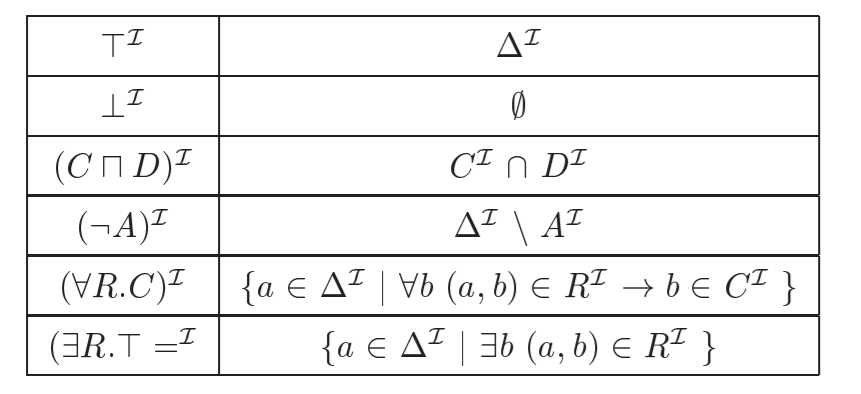 ⊤^ℐ Δ^ℐ
⊥^ℐ ∅
(C ⊓ D)^ℐ C^ℐ ∩ D^ℐ
(¬A)^ℐ Δ^ℐ \ A^ℐ
(∀R.C)^ℐ {a ∈ Δ^ℐ | ∀b (a, b) ∈ R^ℐ → b ∈ C^ℐ }
(∃R.⊤ =^ℐ {a ∈ Δ^ℐ | ∃b (a, b) ∈ R^ℐ }